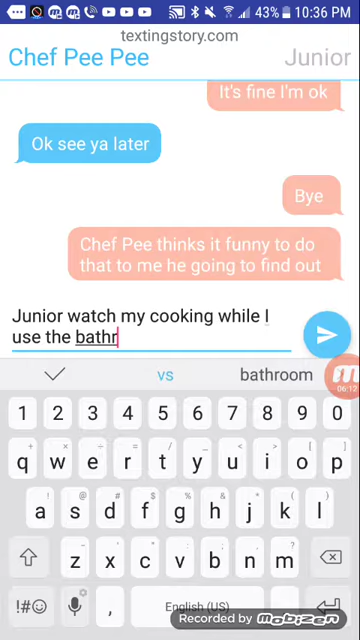 43% 10:36 PM
textingstory.com
Chef Pee Pee Junior
It's fine I'm ok
Ok see ya later
Bye
Chef Pee thinks it funny to do
that to me he going to find out
Junior watch my cooking while I
use the bathr
vs bathroom
06:12
1 2 3 4 5 6 7 8 9 0
q w e r t y u i o p
a s d f g h j k l
z x c v b n m
!#☺ , English (US)
Recorded by Mobizen